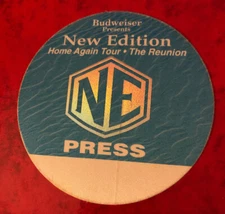 Budweiser
Presents
New Edition
Home Again Tour • The Reunion
NE
PRESS